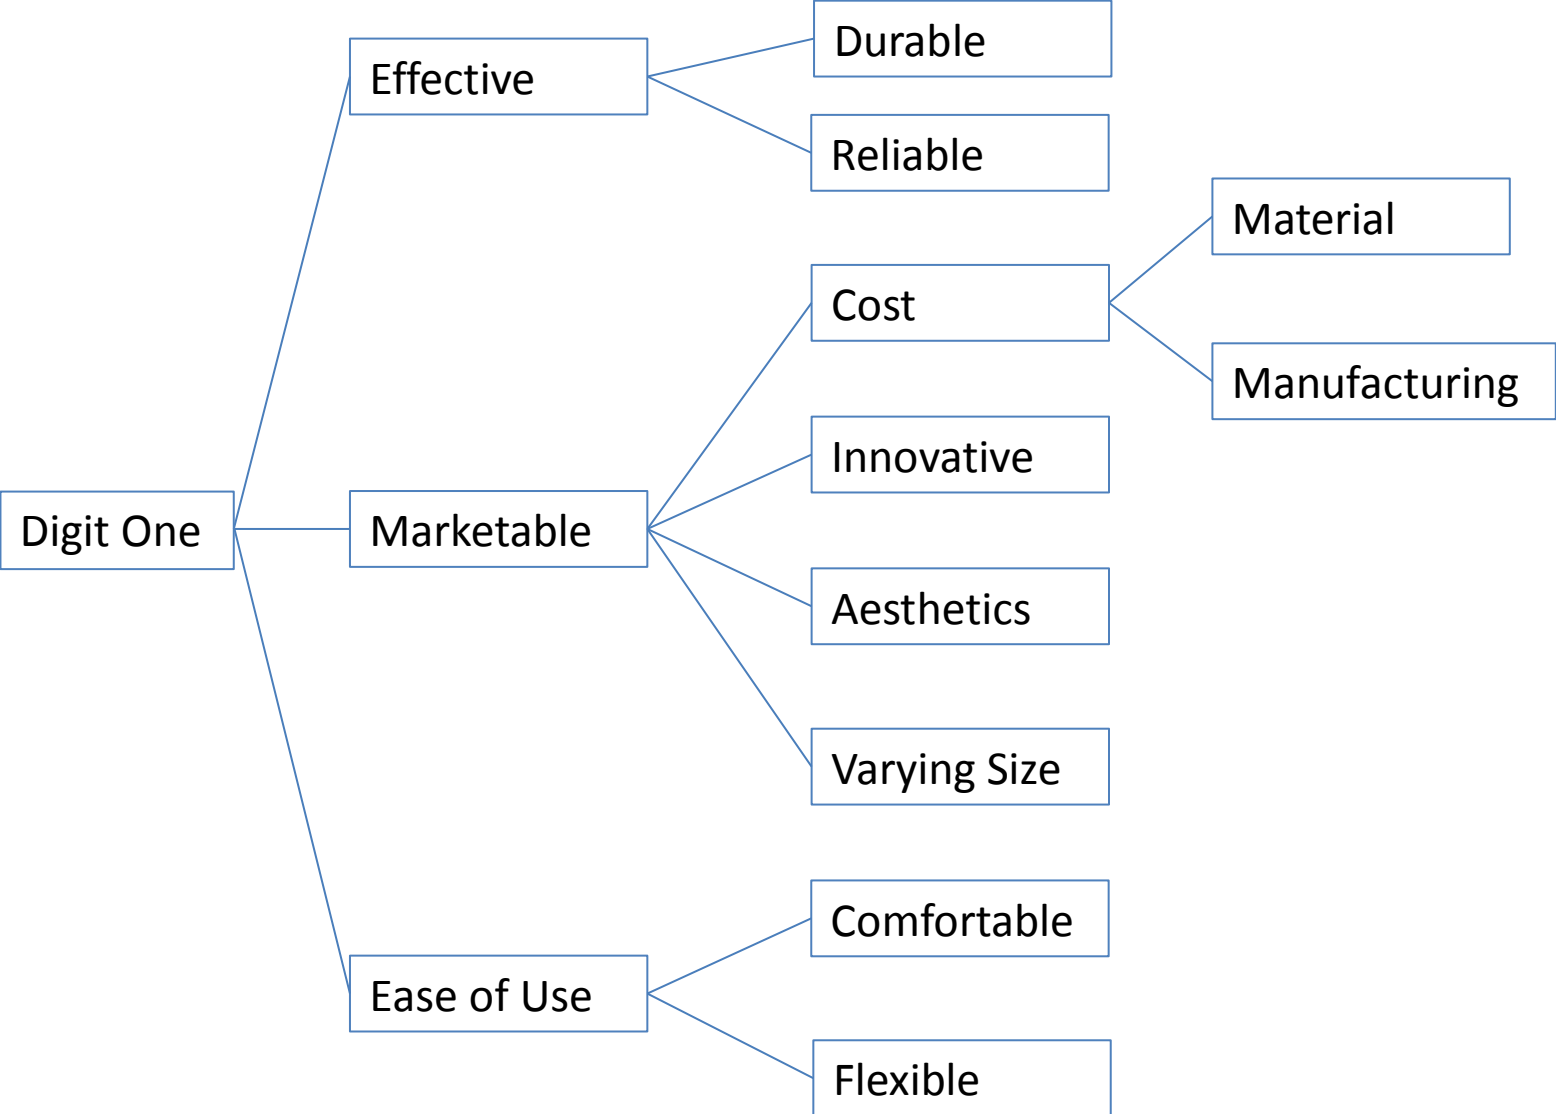 Durable
Effective
Reliable
Material
Cost
Manufacturing
Innovative
Digit One
Marketable
Aesthetics
Varying Size
Comfortable
Ease of Use
Flexible